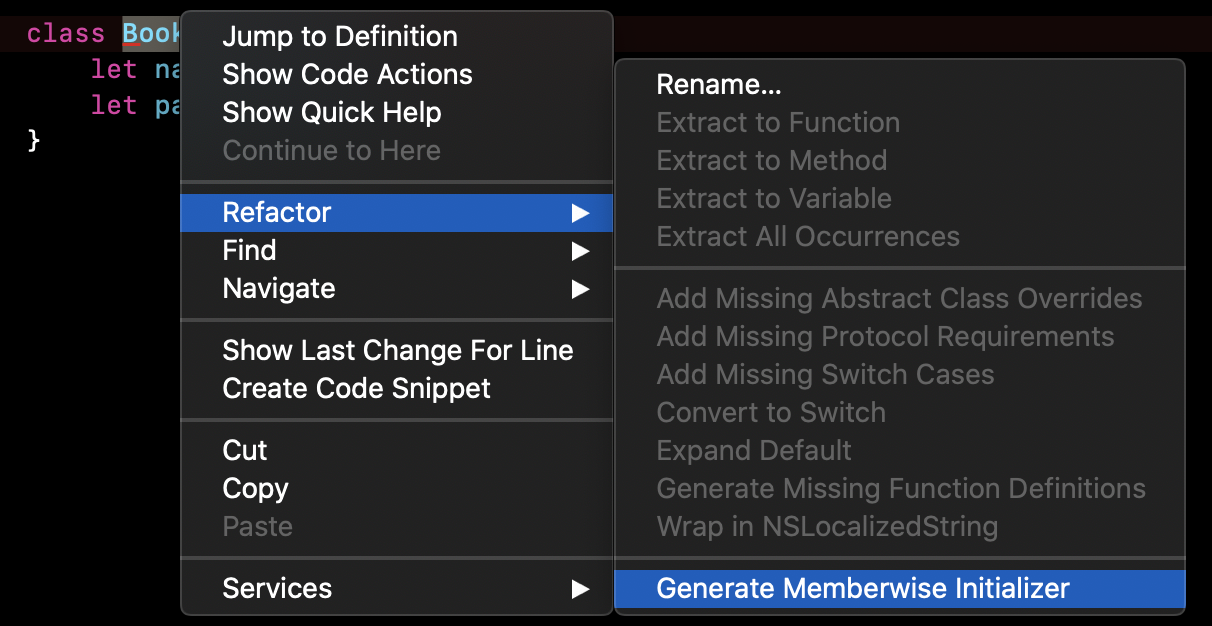 class Book
let na
let pa
}
Jump to Definition
Show Code Actions
Show Quick Help
Continue to Here
Refactor
Find
Navigate
Show Last Change For Line
Create Code Snippet
Cut
Copy
Paste
Services
Rename...
Extract to Function
Extract to Method
Extract to Variable
Extract All Occurrences
Add Missing Abstract Class Overrides
Add Missing Protocol Requirements
Add Missing Switch Cases
Convert to Switch
Expand Default
Generate Missing Function Definitions
Wrap in NSLocalizedString
Generate Memberwise Initializer